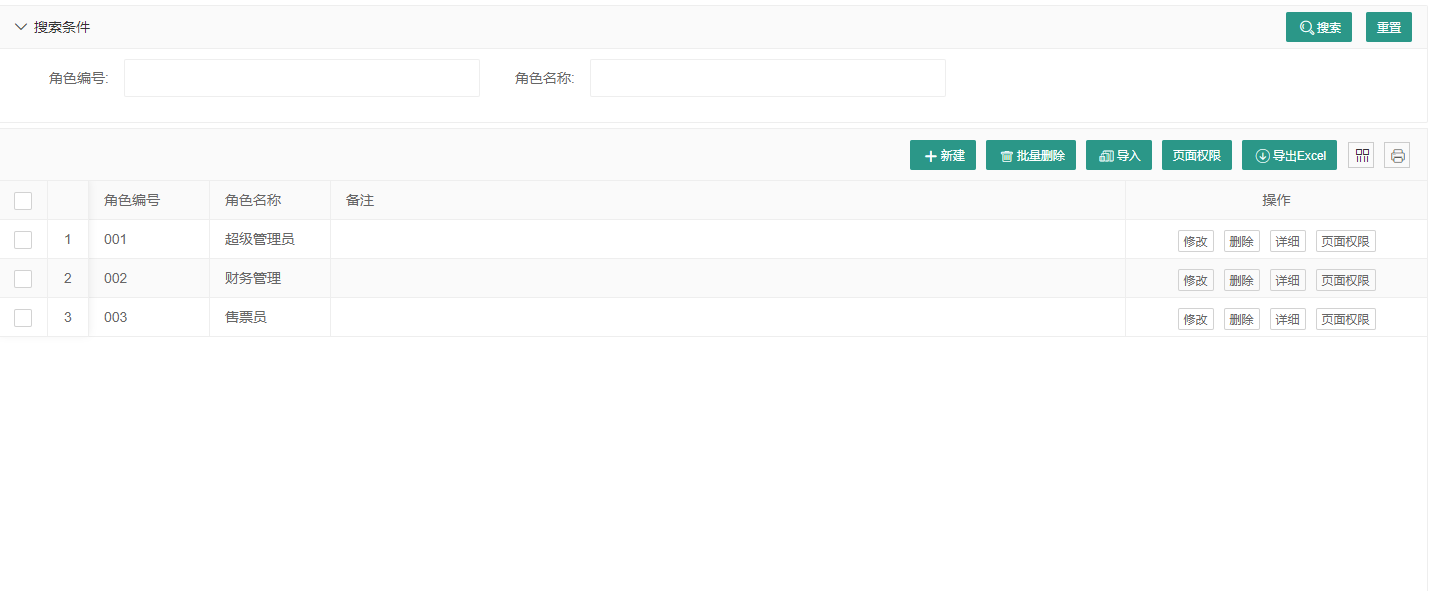 搜索条件 搜索 重置
角色编号: 角色名称:
新建 批量删除 导入 页面权限 导出Excel
角色编号 角色名称 备注 操作
1 001 超级管理员 修改 删除 详细 页面权限
2 002 财务管理 修改 删除 详细 页面权限
3 003 售票员 修改 删除 详细 页面权限